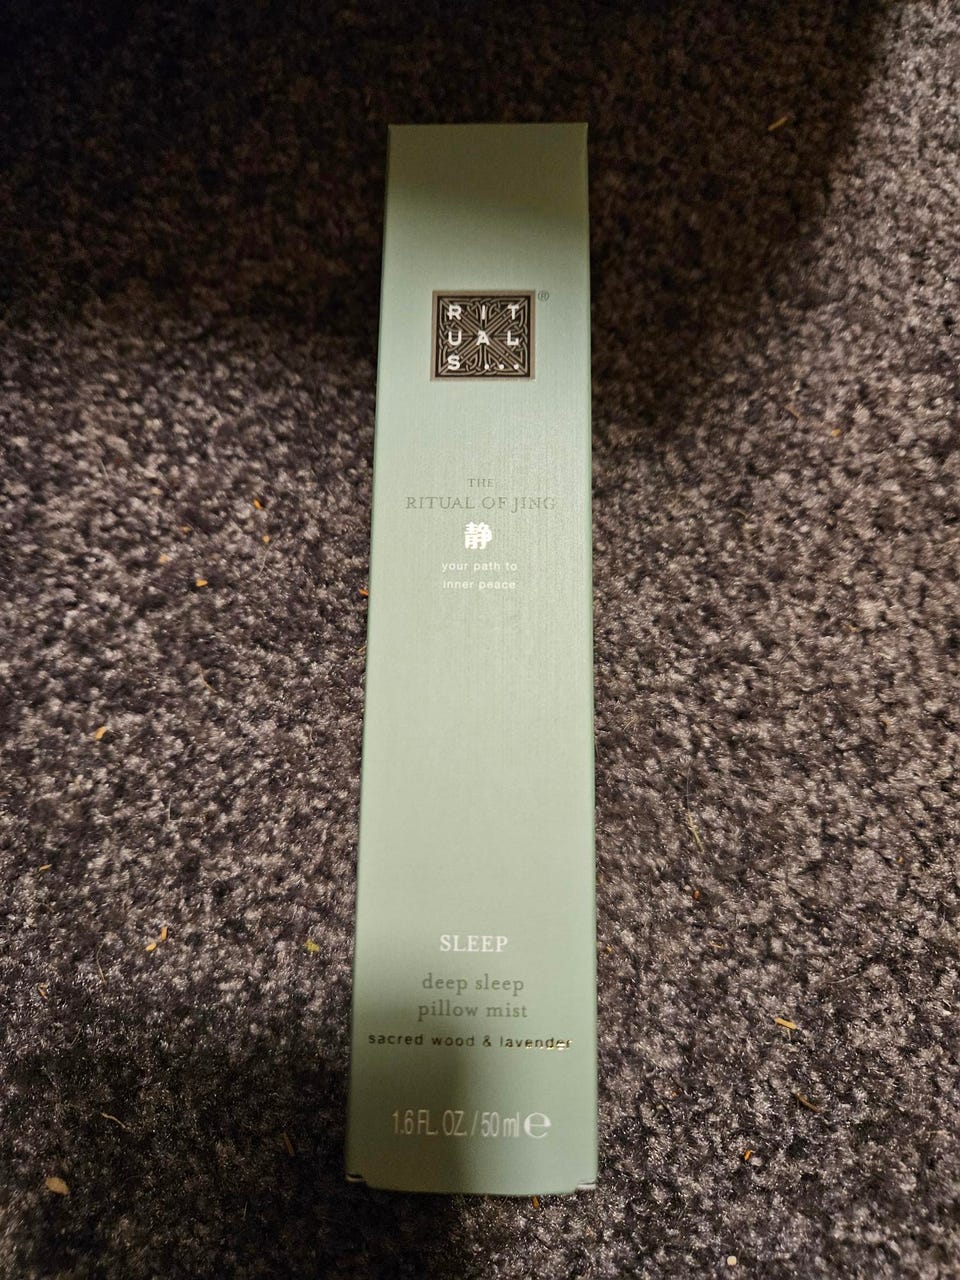 RIT
UAL
S...
®
THE
RITUAL OF JING
静
your path to
inner peace
SLEEP
deep sleep
pillow mist
sacred wood & lavender
1.6 FL. OZ. / 50 ml ℮